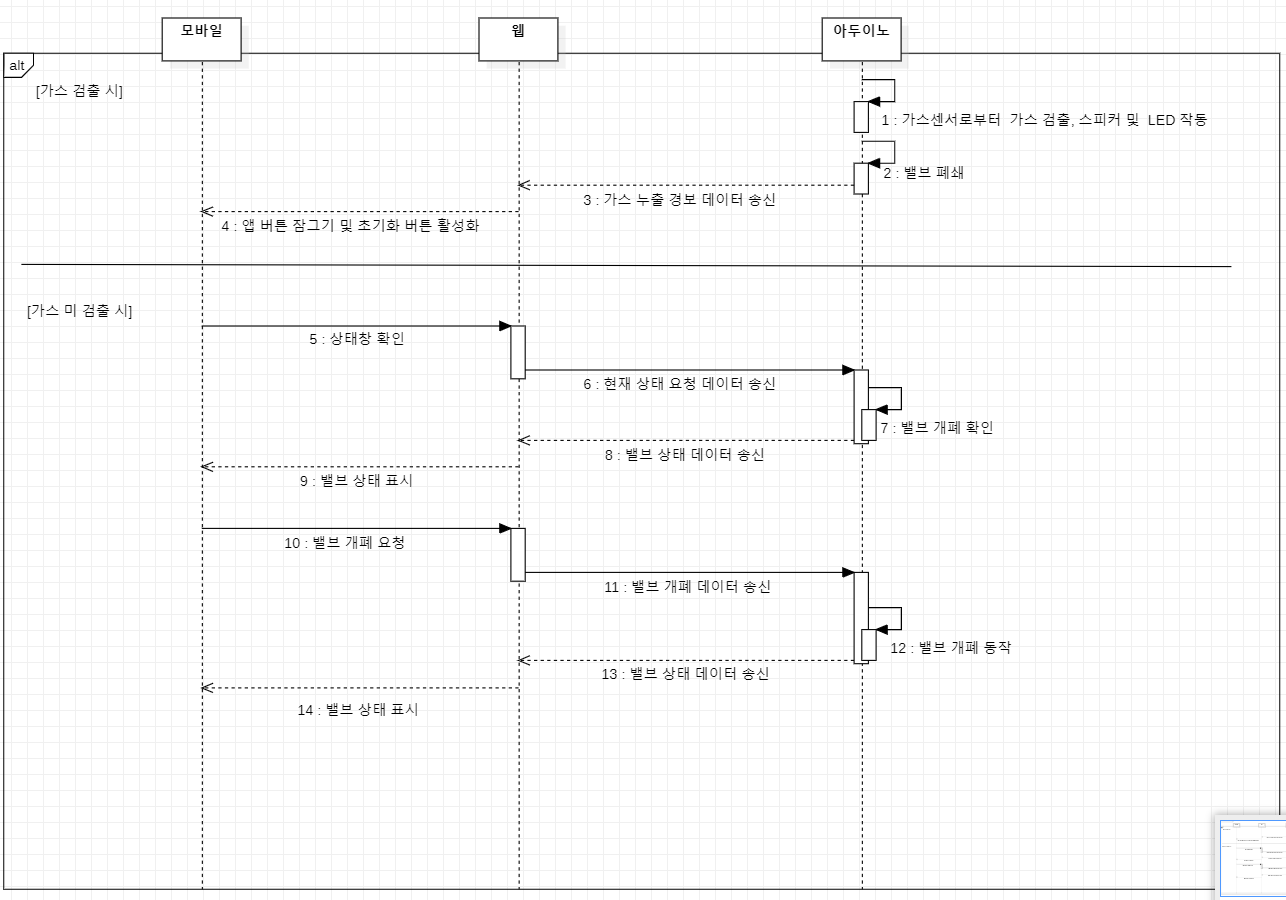 모바일
웹
아두이노
alt
[가스 검출 시]
1 : 가스센서로부터 가스 검출, 스피커 및 LED 작동
2 : 밸브 폐쇄
3 : 가스 누출 경보 데이터 송신
4 : 앱 버튼 잠그기 및 초기화 버튼 활성화
[가스 미 검출 시]
5 : 상태창 확인
6 : 현재 상태 요청 데이터 송신
7 : 밸브 개폐 확인
8 : 밸브 상태 데이터 송신
9 : 밸브 상태 표시
10 : 밸브 개폐 요청
11 : 밸브 개폐 데이터 송신
12 : 밸브 개폐 동작
13 : 밸브 상태 데이터 송신
14 : 밸브 상태 표시